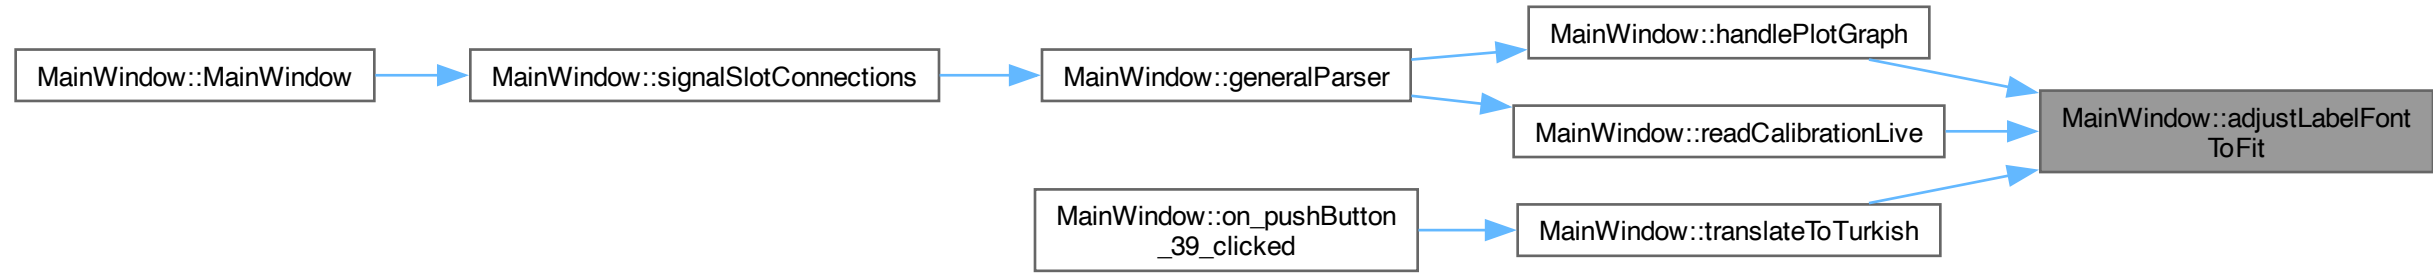 MainWindow::MainWindow
MainWindow::signalSlotConnections
MainWindow::generalParser
MainWindow::handlePlotGraph
MainWindow::readCalibrationLive
MainWindow::adjustLabelFont
ToFit
MainWindow::on_pushButton
_39_clicked
MainWindow::translateToTurkish